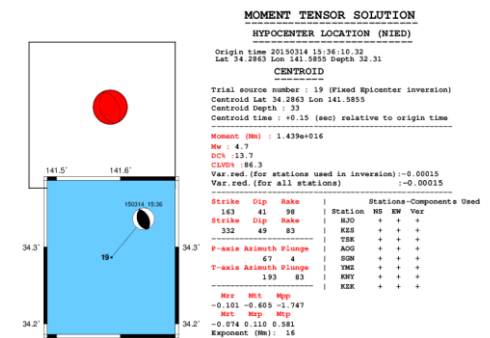 MOMENT TENSOR SOLUTION
HYPOCENTER LOCATION (NIED)
Origin time 20150314 15:36:10.32
Lat 34.2863 Lon 141.5855 Depth 32.31
CENTROID
Trial source number : 19 (Fixed Epicenter inversion)
Centroid Lat 34.2863 Lon 141.5855
Centroid Depth : 33
Centroid time : +0.15 (sec) relative to origin time
Moment (Nm) : 1.439e+016
Mw : 4.7
DC% :13.7
CLVD% :86.3
Var.red.(for stations used in inversion):-0.00015
Var.red.(for all stations) :-0.00015
Strike Dip Rake | Stations-Components Used
163 41 98 | Station NS EW Ver
Strike Dip Rake | HJO + + +
332 49 83 | KZS + + +
| TSK + + +
P-axis Azimuth Plunge | AOG + + +
67 4 | SGN + + +
T-axis Azimuth Plunge | YMZ + + +
193 83 | KNY + + +
| KZK + + +
Mrr Mtt Mpp
-0.101 -0.605 -1.747
Mrt Mrp Mtp
-0.074 0.110 0.581
Exponent (Nm): 16
141.5˚ 141.6˚
150314_15:36
19
34.3˚ 34.3˚
34.2˚ 34.2˚